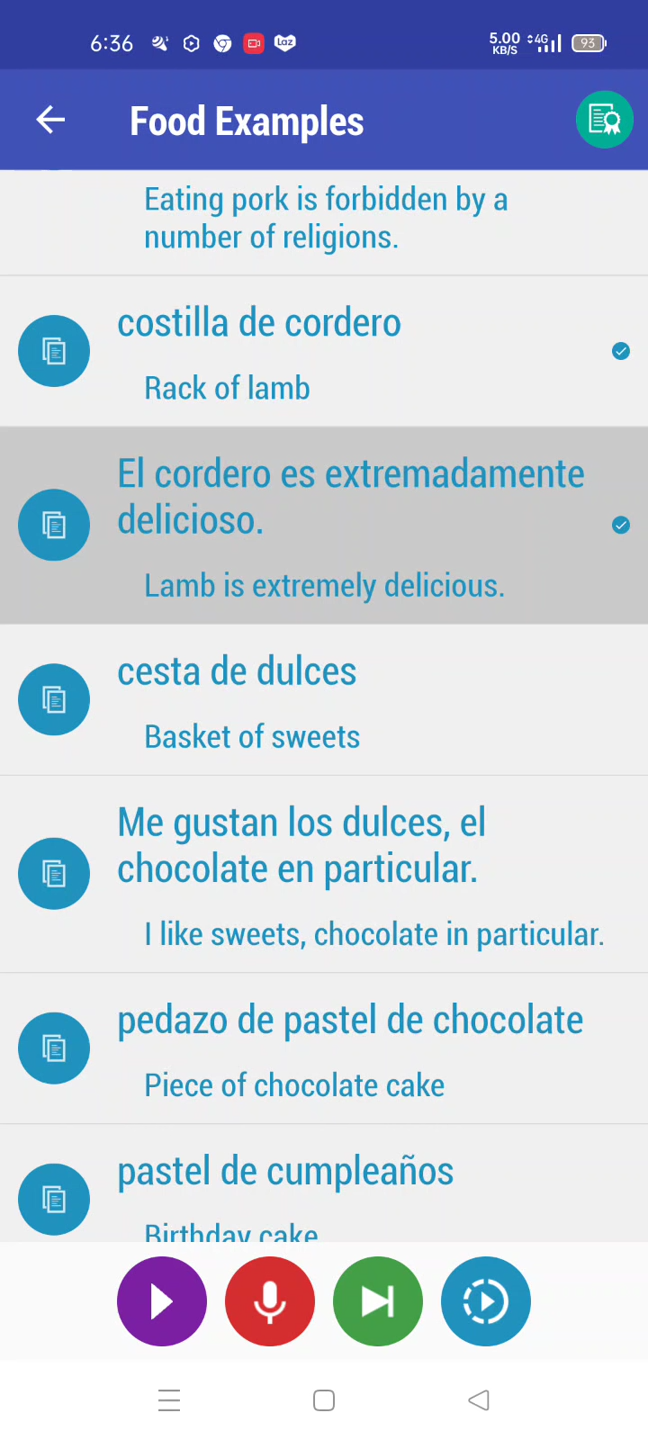 6:36
Laz
5.00
KB/S
4G
93
Food Examples
Eating pork is forbidden by a
number of religions.
costilla de cordero
Rack of lamb
El cordero es extremadamente
delicioso.
Lamb is extremely delicious.
cesta de dulces
Basket of sweets
Me gustan los dulces, el
chocolate en particular.
I like sweets, chocolate in particular.
pedazo de pastel de chocolate
Piece of chocolate cake
pastel de cumpleaños
Birthday cake